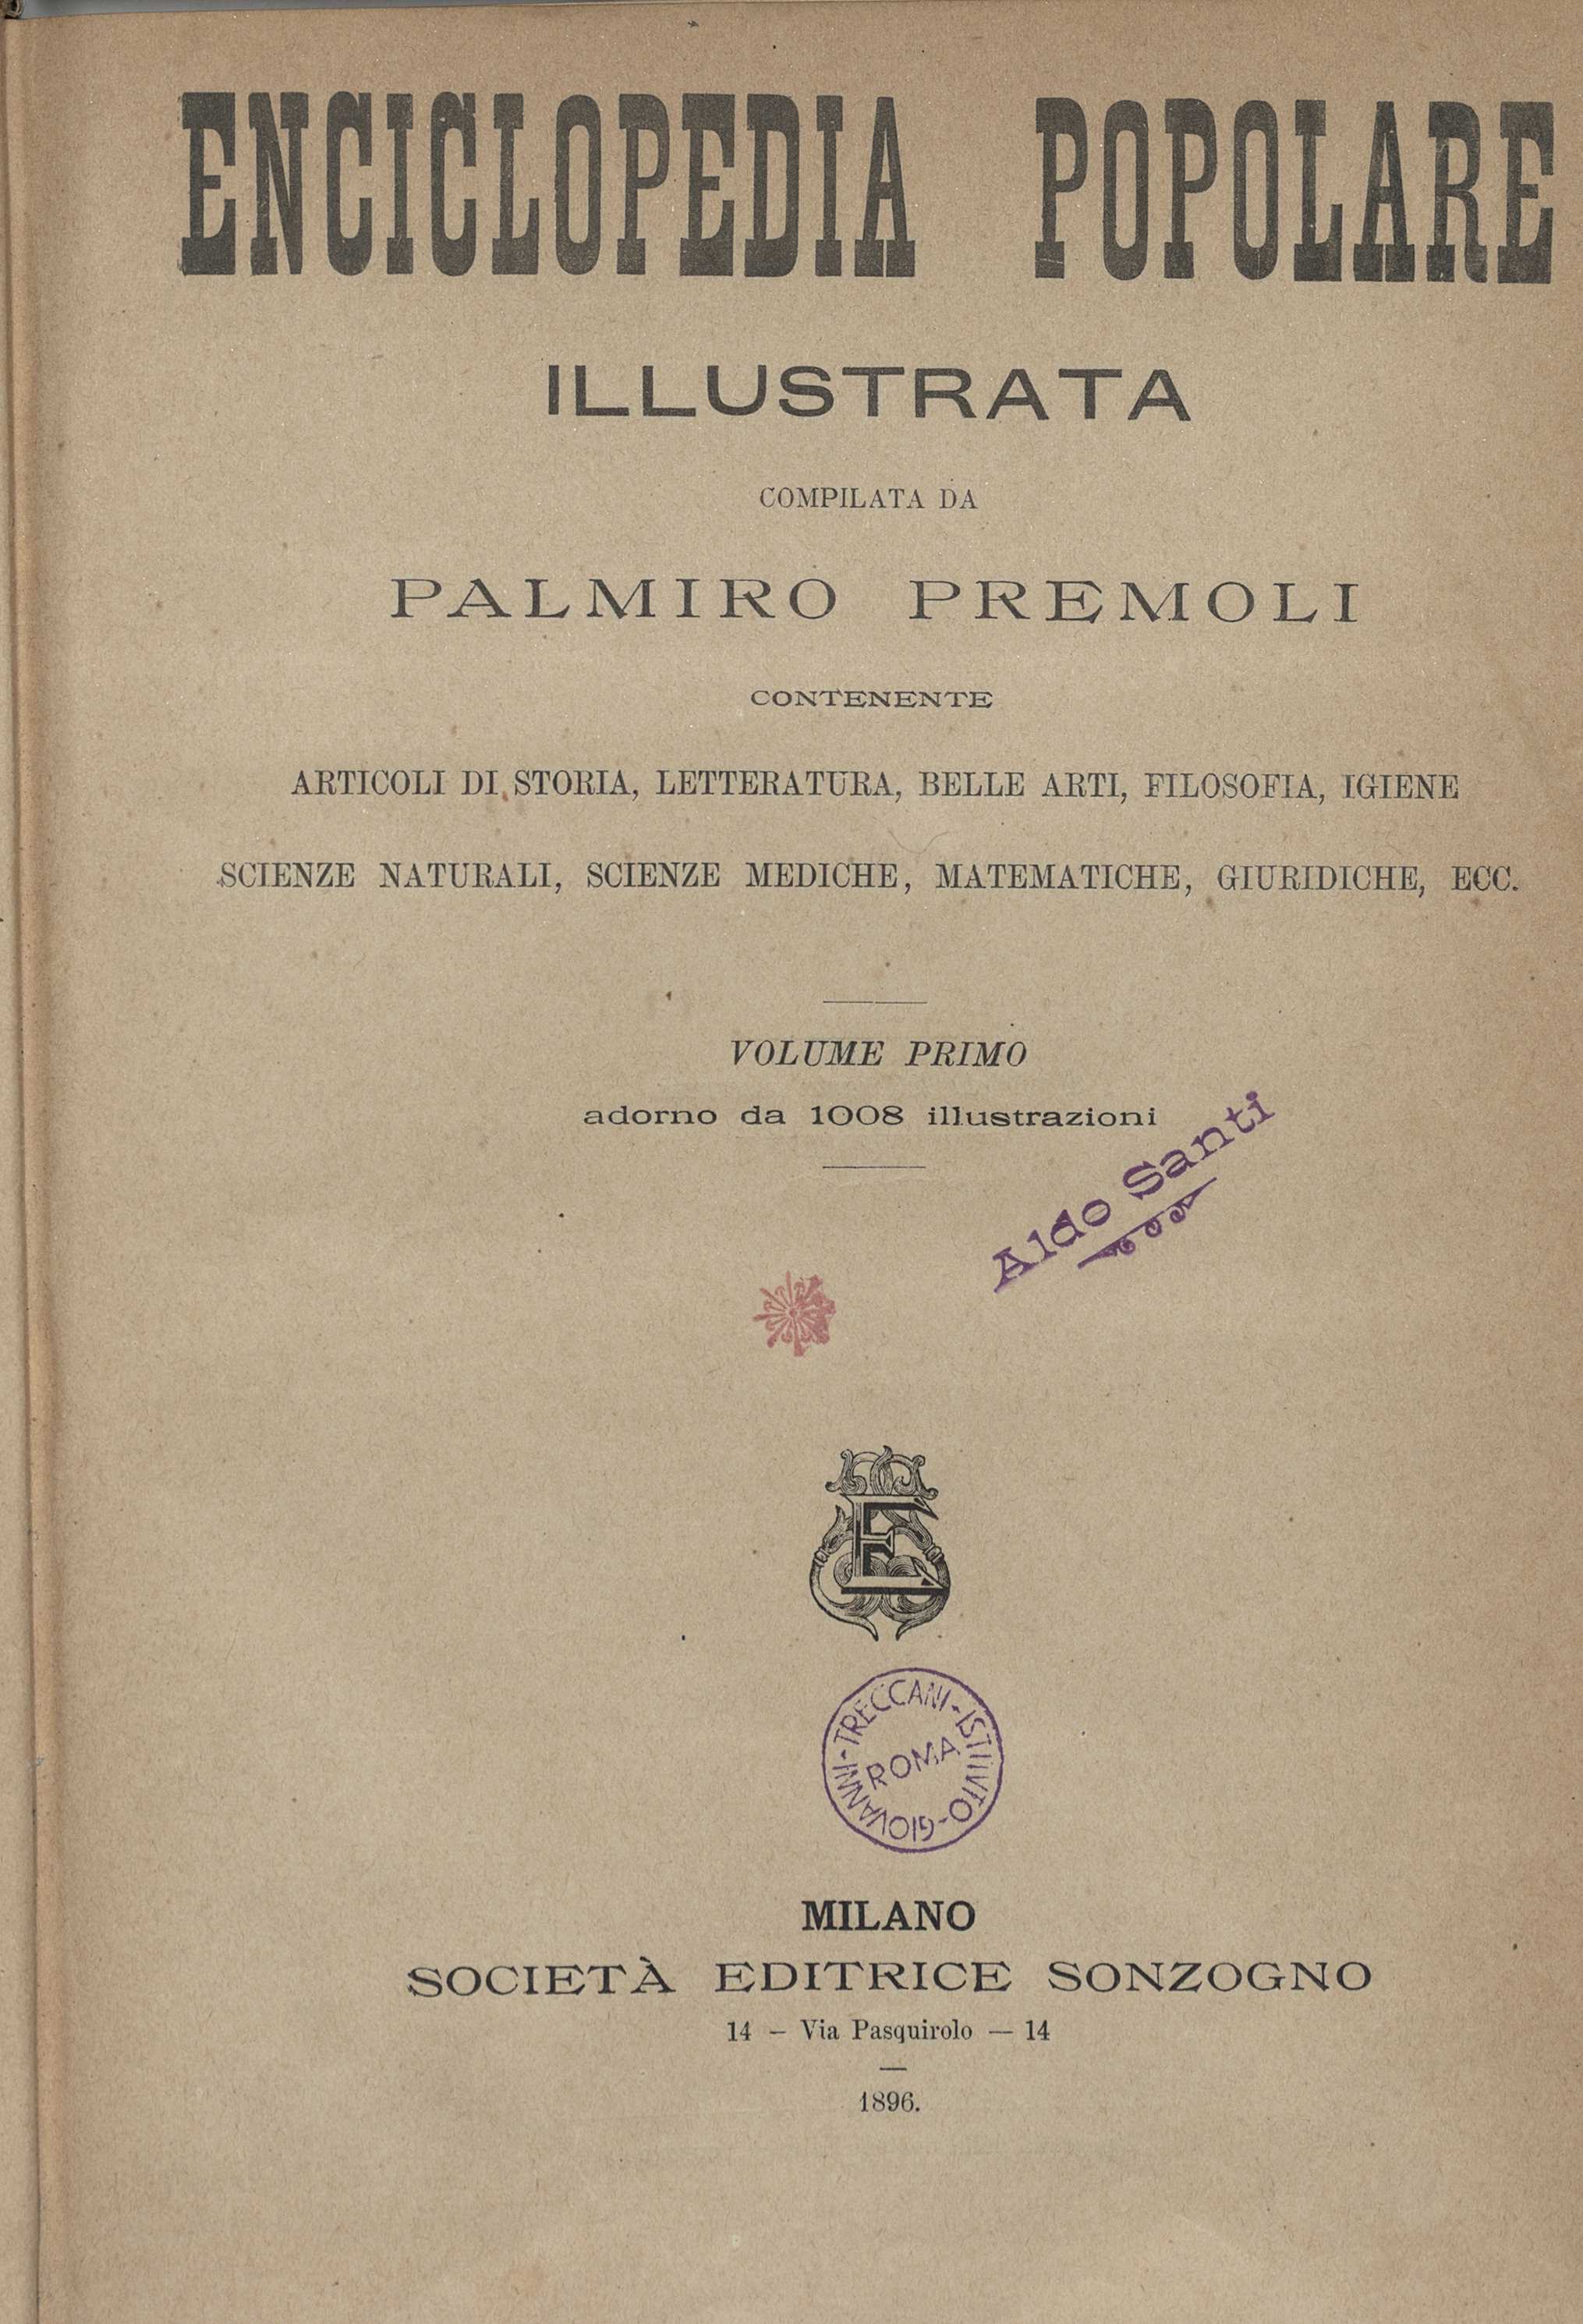 ENCICLOPEDIA POPOLARE
ILLUSTRATA
COMPILATA DA
PALMIRO PREMOLI
CONTENENTE
ARTICOLI DI STORIA, LETTERATURA, BELLE ARTI, FILOSOFIA, IGIENE
SCIENZE NATURALI, SCIENZE MEDICHE, MATEMATICHE, GIURIDICHE, ECC.
VOLUME PRIMO
adorno da 1008 illustrazioni
Aldo Santi
E
ISTITVTO-GIOVANNI-TRECCANI-
ROMA
MILANO
SOCIETÀ EDITRICE SONZOGNO
14 – Via Pasquirolo — 14
1896.